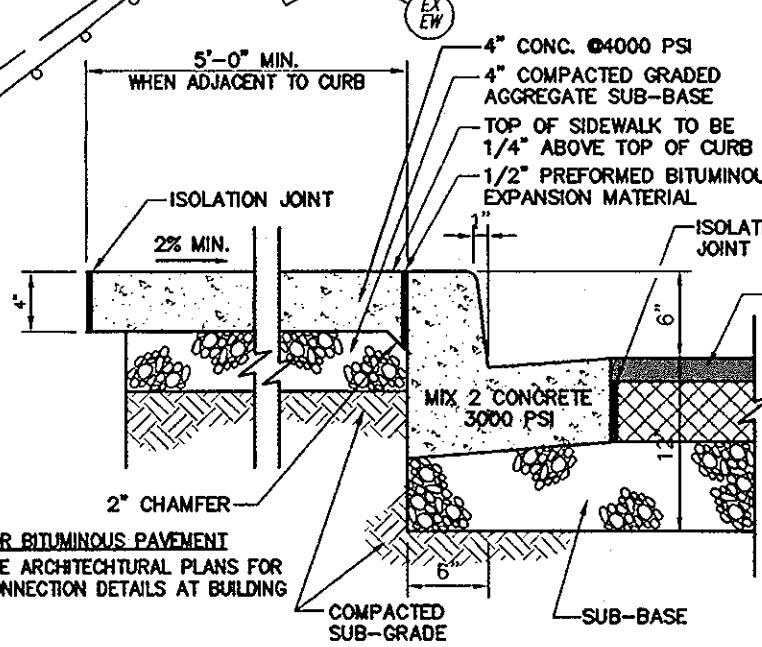 EX
EW
5'-0" MIN.
WHEN ADJACENT TO CURB
4" CONC. @4000 PSI
4" COMPACTED GRADED
AGGREGATE SUB-BASE
TOP OF SIDEWALK TO BE
1/4" ABOVE TOP OF CURB
1/2" PREFORMED BITUMINOU
EXPANSION MATERIAL
ISOLATION JOINT
1"
ISOLATI
JOINT
2% MIN.
4"
6"
MIX 2 CONCRETE
3000 PSI
12"
2" CHAMFER
R BITUMINOUS PAVEMENT
E ARCHITECHTURAL PLANS FOR
ONNECTION DETAILS AT BUILDING
6"
COMPACTED
SUB-GRADE
SUB-BASE